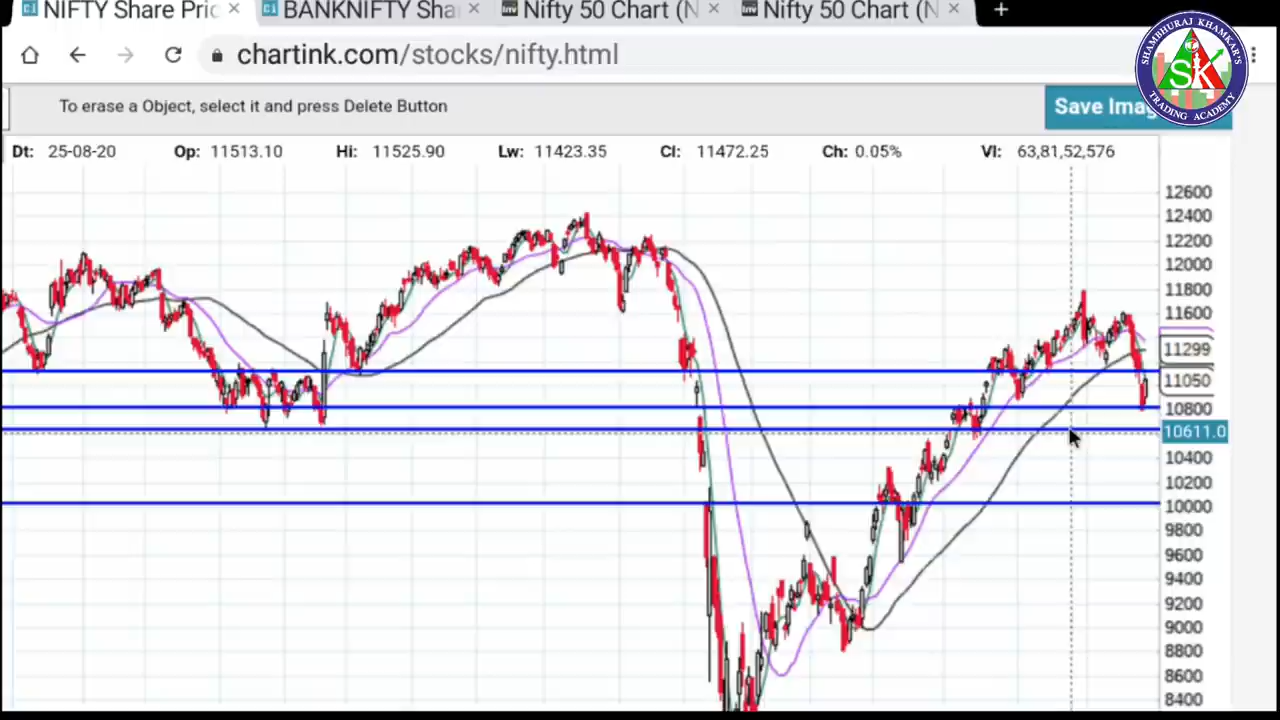 NIFTY Share Pric
BANKNIFTY Sha
Nifty 50 Chart (N
Nifty 50 Chart (N
chartink.com/stocks/nifty.html
SHAMBHURAJ KHAMKAR'S
SK
TRADING ACADEMY
To erase a Object, select it and press Delete Button
Save Imag
Dt: 25-08-20 Op: 11513.10 Hi: 11525.90 Lw: 11423.35 Cl: 11472.25 Ch: 0.05% Vl: 63,81,52,576
12600
12400
12200
12000
11800
11600
11299
11050
10800
10611.0
10400
10200
10000
9800
9600
9400
9200
9000
8800
8600
8400